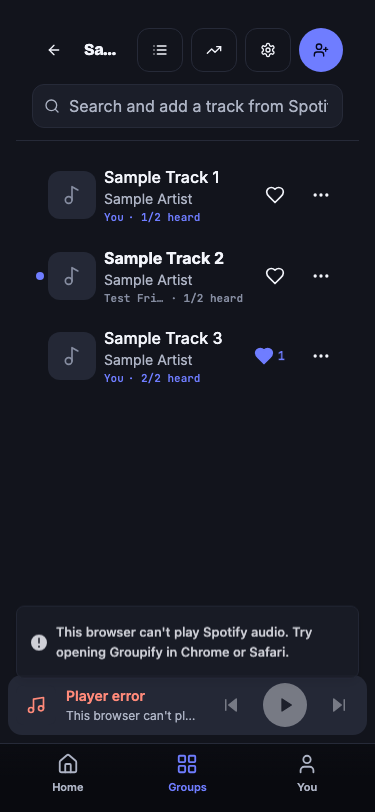 Sa...
Search and add a track from Spotif
Sample Track 1
Sample Artist
You · 1/2 heard
Sample Track 2
Sample Artist
Test Fri… · 1/2 heard
Sample Track 3
Sample Artist
You · 2/2 heard
1
This browser can't play Spotify audio. Try
opening Groupify in Chrome or Safari.
Player error
This browser can't pl...
Home
Groups
You